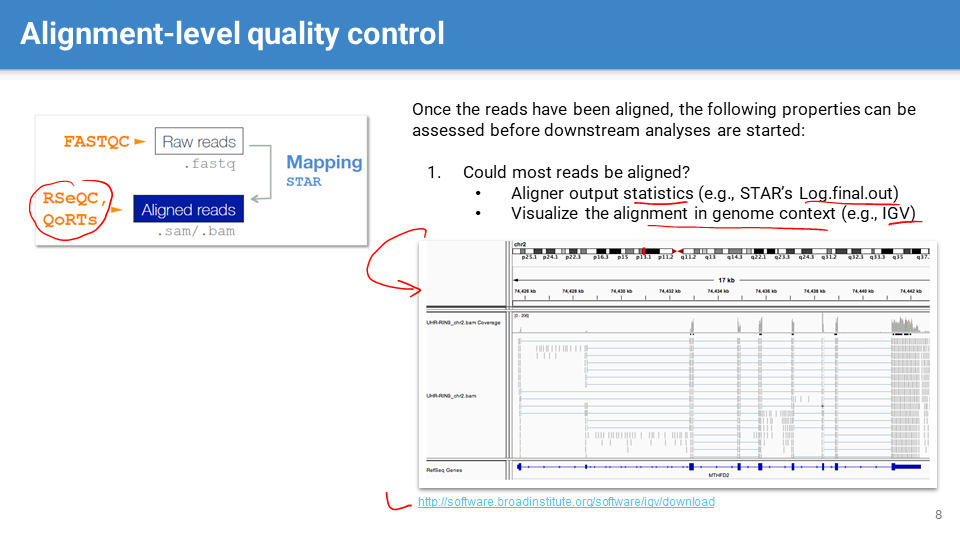 Alignment-level quality control
FASTQC
Raw reads
.fastq
Mapping
STAR
RSeQC,
QoRTs
Aligned reads
.sam/.bam
Once the reads have been aligned, the following properties can be
assessed before downstream analyses are started:
1. Could most reads be aligned?
• Aligner output statistics (e.g., STAR's Log.final.out)
• Visualize the alignment in genome context (e.g., IGV)
chr2
p25.1 p24.1 p22.3 p16.3 p15 p13.1 p11.2 q11.2 q13 q14.3 q22.1 q23.3 q24.3 q31.2 q32.3 q33.3 q35 q37.
17 kb
74,426 kb 74,428 kb 74,430 kb 74,432 kb 74,434 kb 74,436 kb 74,438 kb 74,440 kb 74,442 kb
UHR-RIN9_chr2.bam Coverage
[0 - 206]
UHR-RIN9_chr2.bam
RefSeq Genes
MTHFD2
http://software.broadinstitute.org/software/igv/download
8